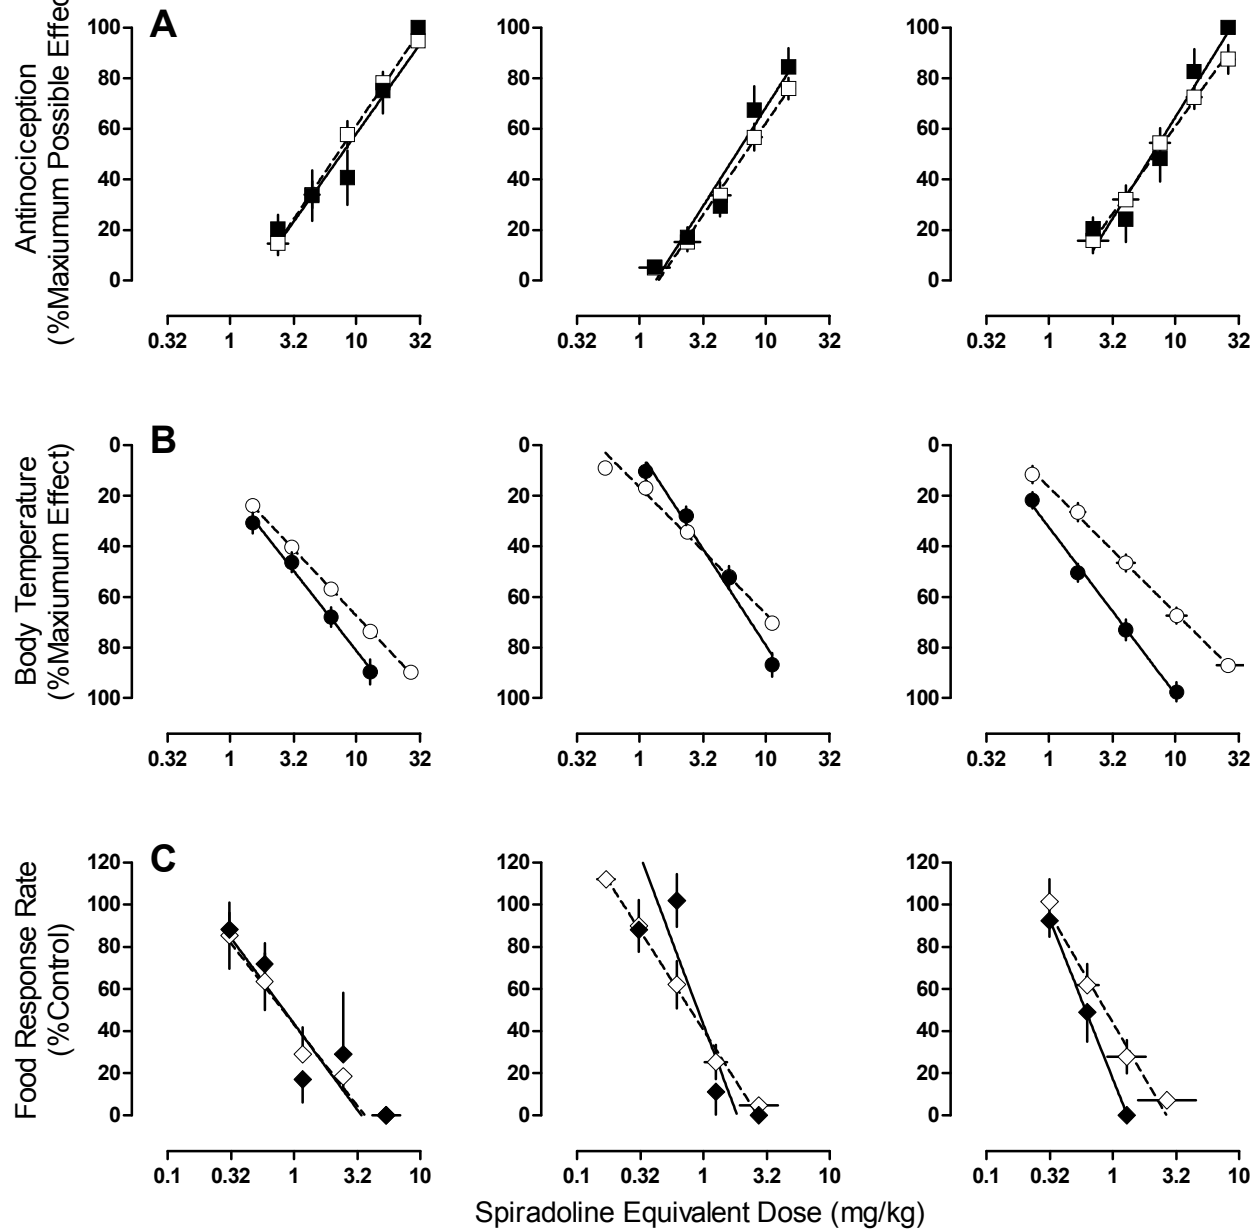 A
Antinociception
(%Maxiumum Possible Effec
100 80 60 40 20 0
0.32 1 3.2 10 32
100 80 60 40 20 0
0.32 1 3.2 10 32
100 80 60 40 20 0
0.32 1 3.2 10 32
B
Body Temperature
(%Maxiumum Effect)
0 20 40 60 80 100
0.32 1 3.2 10 32
0 20 40 60 80 100
0.32 1 3.2 10 32
0 20 40 60 80 100
0.32 1 3.2 10 32
C
Food Response Rate
(%Control)
120 100 80 60 40 20 0
0.1 0.32 1 3.2 10
120 100 80 60 40 20 0
0.1 0.32 1 3.2 10
120 100 80 60 40 20 0
0.1 0.32 1 3.2 10
Spiradoline Equivalent Dose (mg/kg)